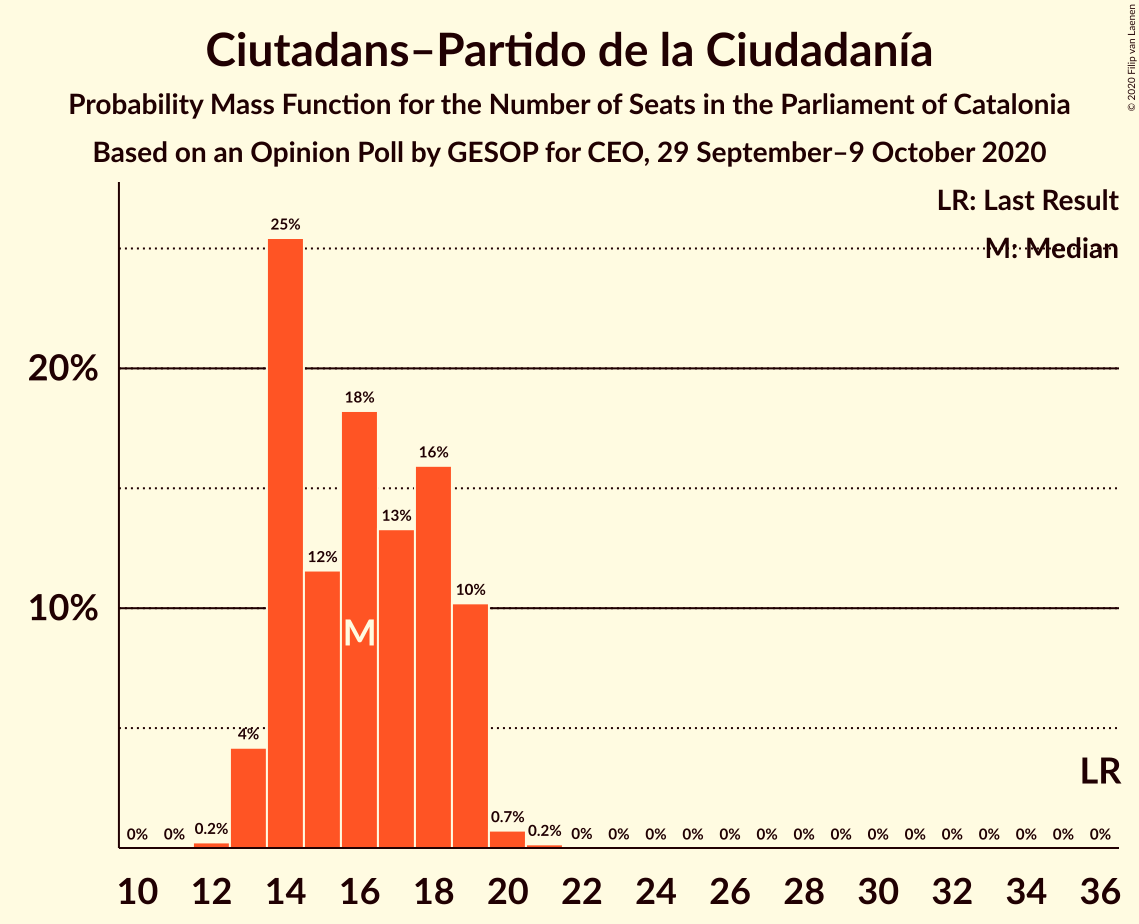 Ciutadans–Partido de la Ciudadanía
Probability Mass Function for the Number of Seats in the Parliament of Catalonia
Based on an Opinion Poll by GESOP for CEO, 29 September–9 October 2020
© 2020 Filip van Laenen
LR: Last Result
M: Median
25%
20%
18%
16%
13%
12%
10%
10%
M
4%
LR
0% 0% 0.2% 0.7% 0.2% 0% 0% 0% 0% 0% 0% 0% 0% 0% 0% 0% 0% 0% 0% 0%
10 12 14 16 18 20 22 24 26 28 30 32 34 36